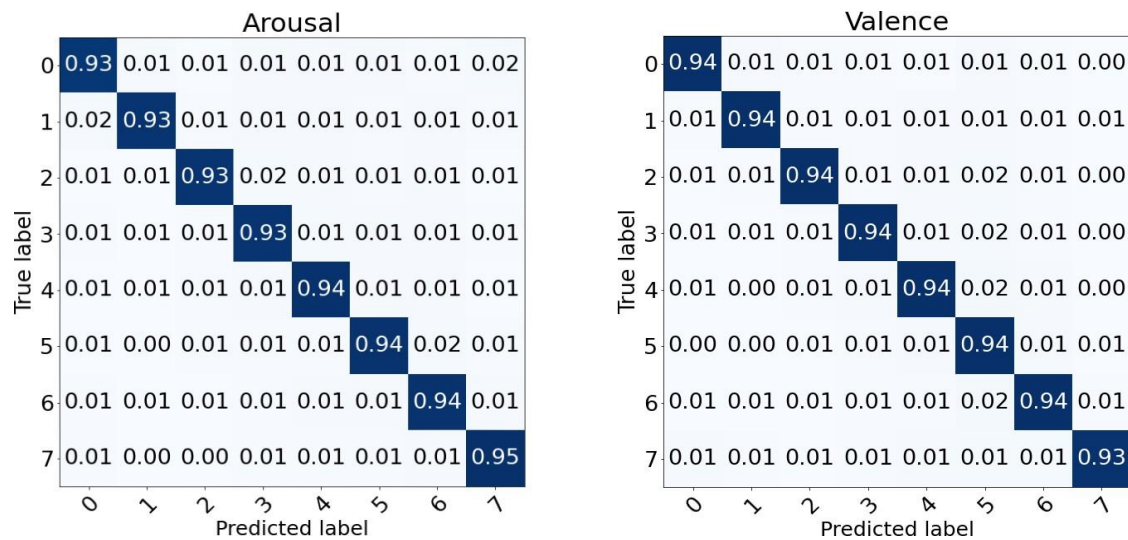 Arousal
True label
0 0.93 0.01 0.01 0.01 0.01 0.01 0.01 0.02
1 0.02 0.93 0.01 0.01 0.01 0.01 0.01 0.01
2 0.01 0.01 0.93 0.02 0.01 0.01 0.01 0.01
3 0.01 0.01 0.01 0.93 0.01 0.01 0.01 0.01
4 0.01 0.01 0.01 0.01 0.94 0.01 0.01 0.01
5 0.01 0.00 0.01 0.01 0.01 0.94 0.02 0.01
6 0.01 0.01 0.01 0.01 0.01 0.01 0.94 0.01
7 0.01 0.00 0.00 0.01 0.01 0.01 0.01 0.95
0 1 2 3 4 5 6 7
Predicted label
Valence
True label
0 0.94 0.01 0.01 0.01 0.01 0.01 0.01 0.00
1 0.01 0.94 0.01 0.01 0.01 0.01 0.01 0.01
2 0.01 0.01 0.94 0.01 0.01 0.02 0.01 0.00
3 0.01 0.01 0.01 0.94 0.01 0.02 0.01 0.00
4 0.01 0.00 0.01 0.01 0.94 0.02 0.01 0.00
5 0.00 0.00 0.01 0.01 0.01 0.94 0.01 0.01
6 0.01 0.01 0.01 0.01 0.01 0.02 0.94 0.01
7 0.01 0.01 0.01 0.01 0.01 0.01 0.01 0.93
0 1 2 3 4 5 6 7
Predicted label